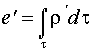 e' = ∫τ ρ' dτ